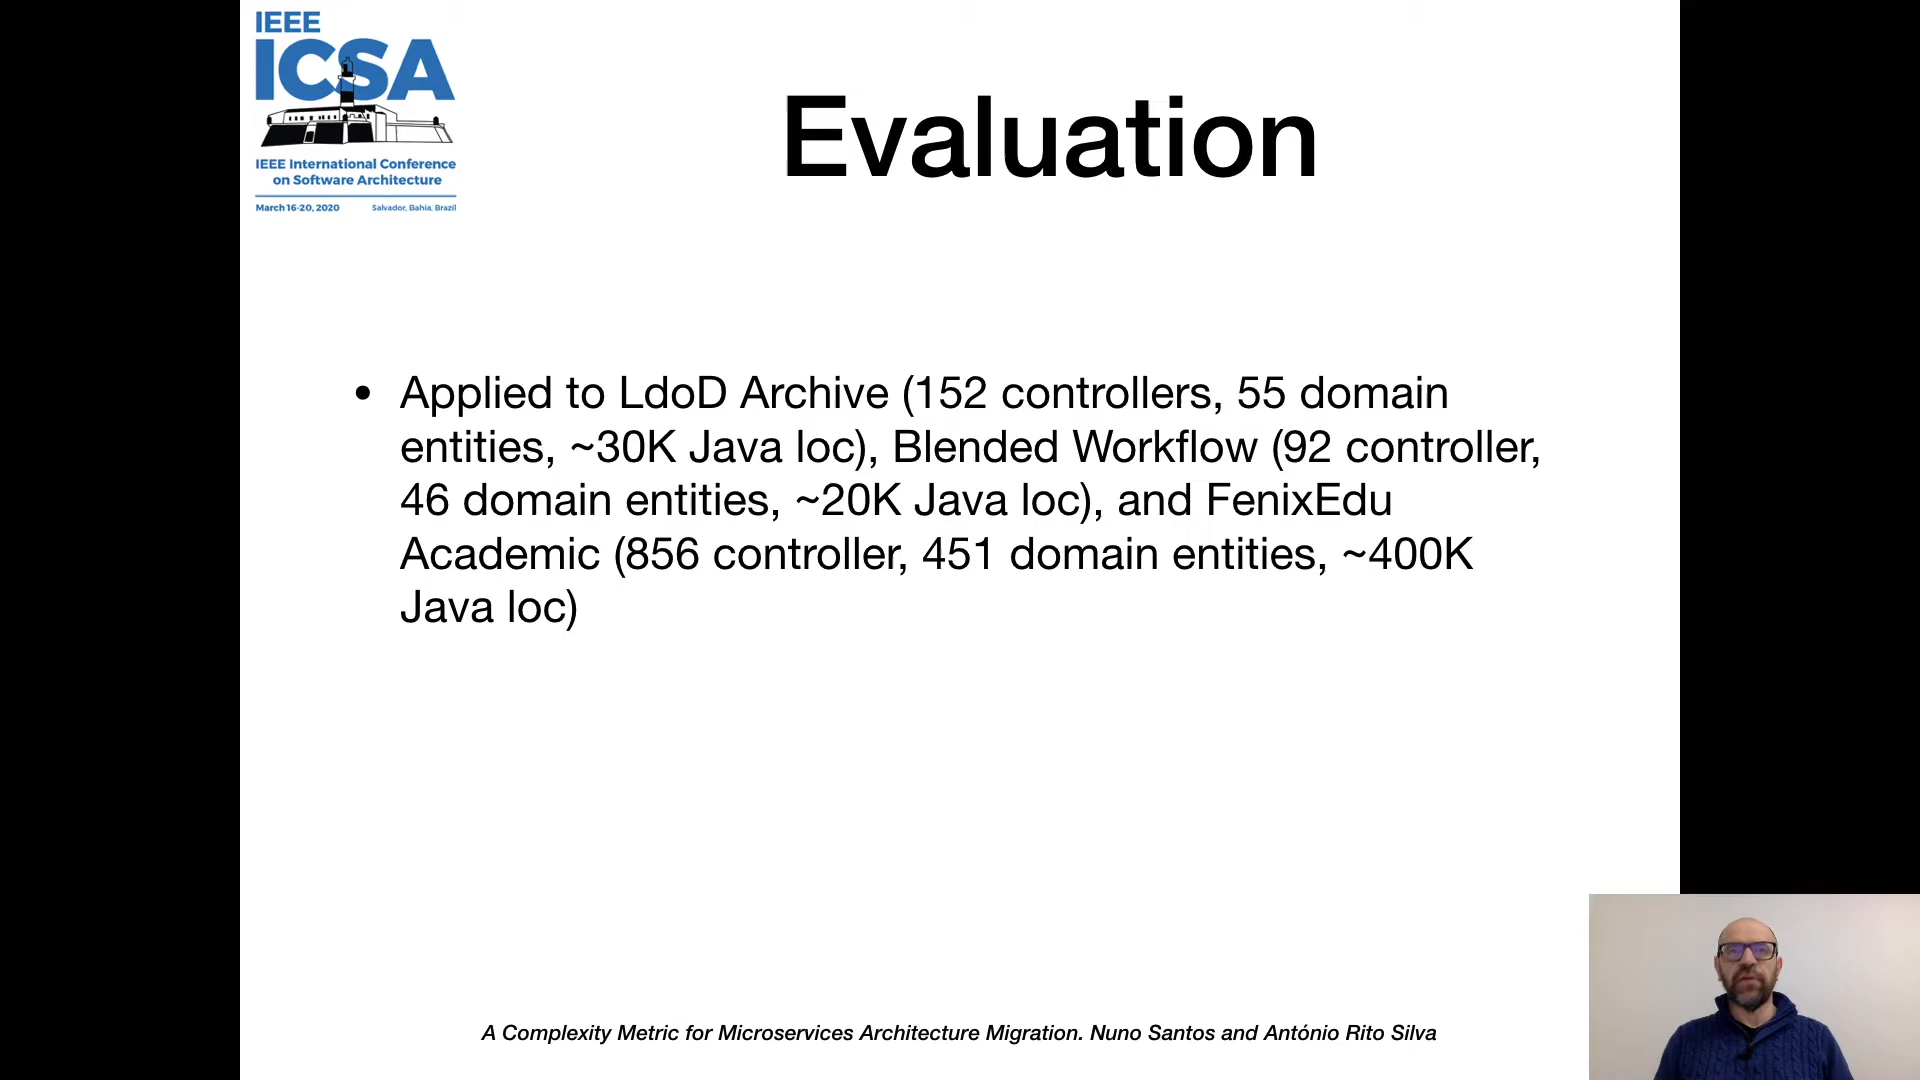 IEEE
ICSA
IEEE International Conference
on Software Architecture
March 16-20, 2020 Salvador, Bahia, Brazil
Evaluation
• Applied to LdoD Archive (152 controllers, 55 domain
entities, ~30K Java loc), Blended Workflow (92 controller,
46 domain entities, ~20K Java loc), and FenixEdu
Academic (856 controller, 451 domain entities, ~400K
Java loc)
A Complexity Metric for Microservices Architecture Migration. Nuno Santos and António Rito Silva